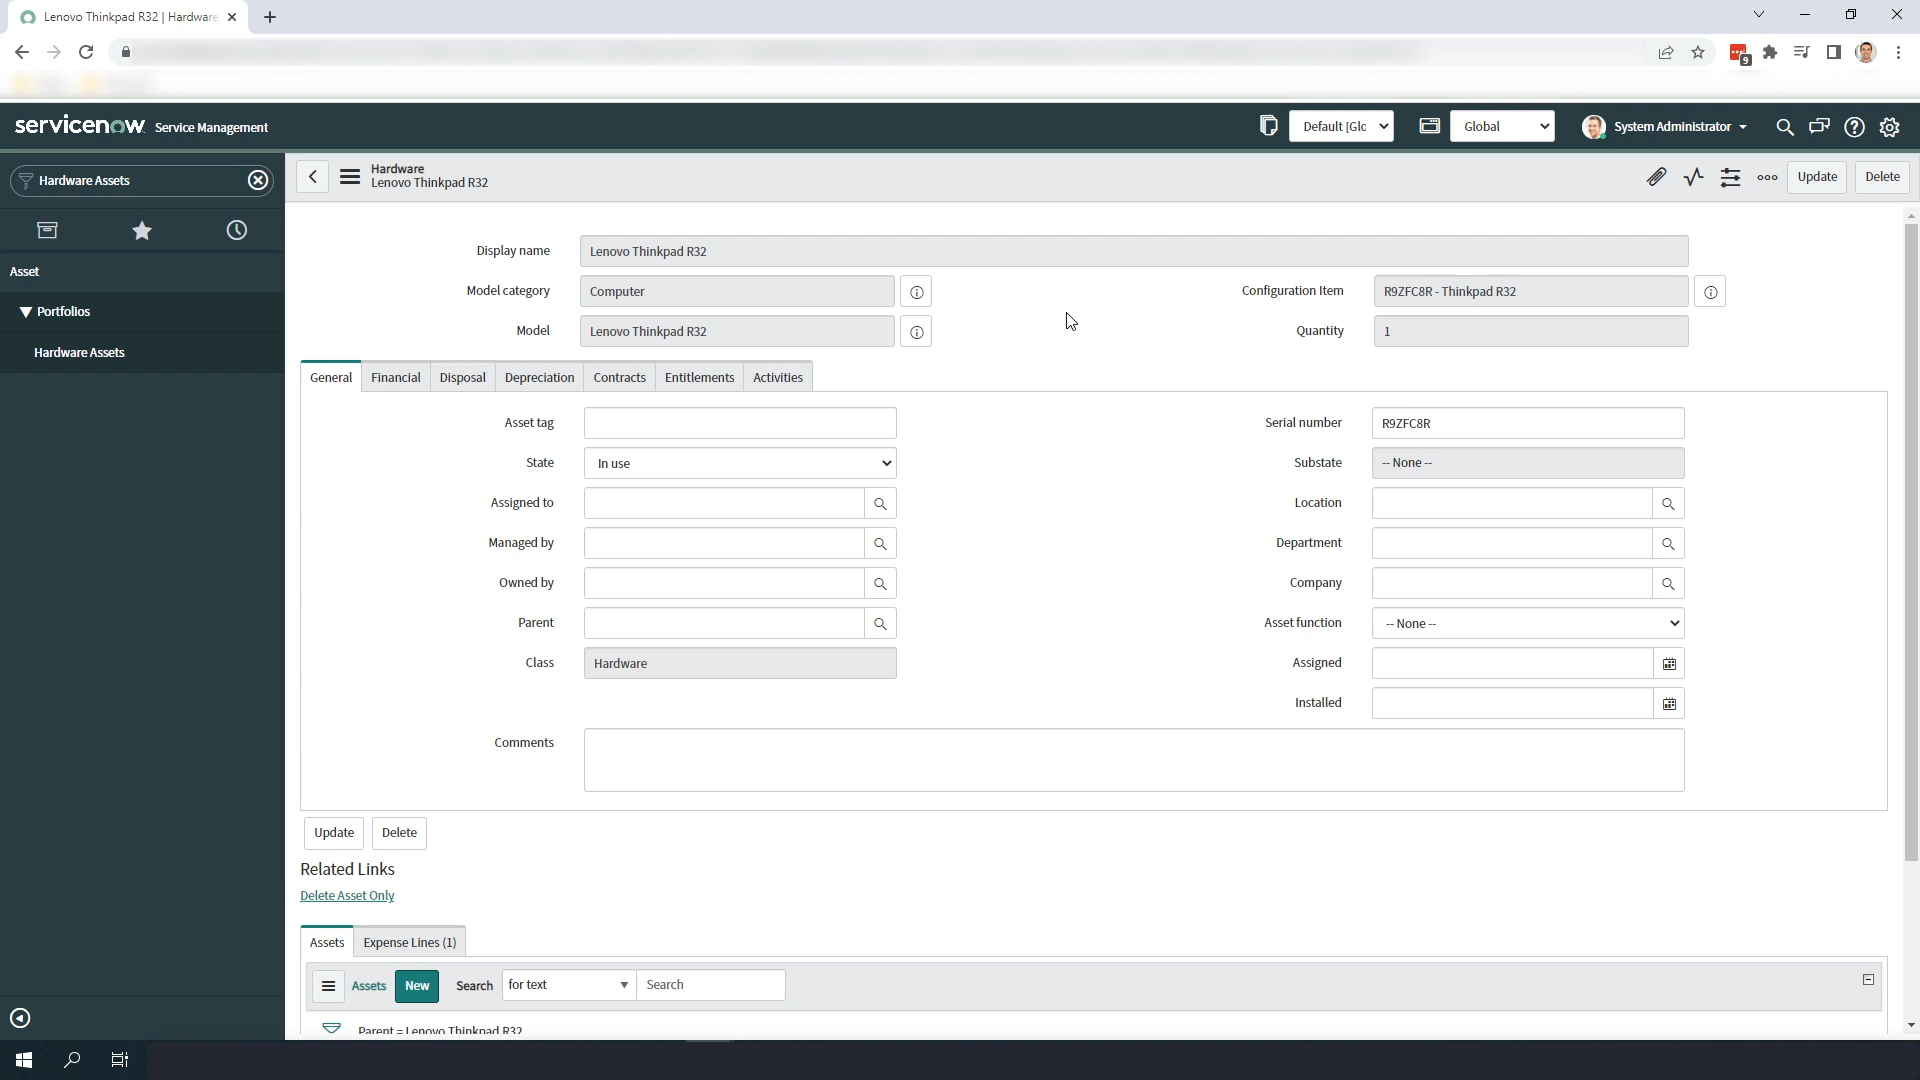 Lenovo Thinkpad R32 | Hardware
9
servicenow Service Management
Default [Glc
Global
System Administrator
Hardware Assets
Hardware
Lenovo Thinkpad R32
Update
Delete
Asset
Portfolios
Hardware Assets
Display name
Lenovo Thinkpad R32
Model category
Computer
Configuration Item
R9ZFC8R - Thinkpad R32
Model
Lenovo Thinkpad R32
Quantity
1
General
Financial
Disposal
Depreciation
Contracts
Entitlements
Activities
Asset tag
Serial number
R9ZFC8R
State
In use
Substate
-- None --
Assigned to
Location
Managed by
Department
Owned by
Company
Parent
Asset function
-- None --
Class
Hardware
Assigned
Installed
Comments
Update
Delete
Related Links
Delete Asset Only
Assets
Expense Lines (1)
Assets
New
Search
for text
Search
Parent = Lenovo Thinkpad R32